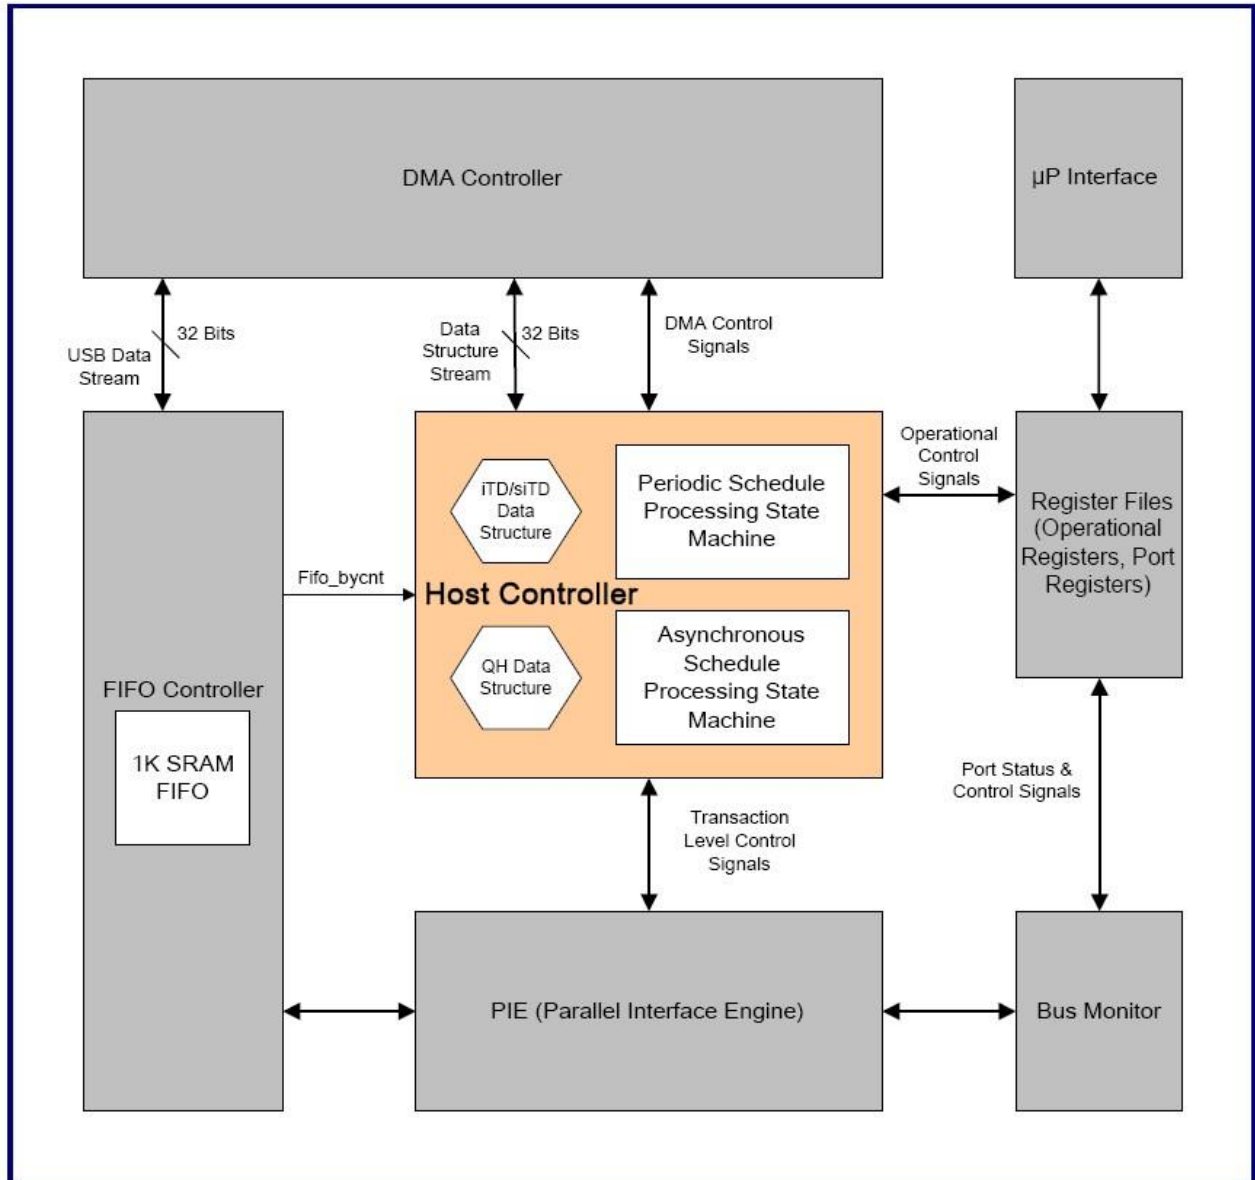 DMA Controller
µP Interface
32 Bits
USB Data
Stream
Data
Structure
Stream
32 Bits
DMA Control
Signals
iTD/siTD
Data
Structure
Periodic Schedule
Processing State
Machine
Operational
Control
Signals
Register Files
(Operational
Registers, Port
Registers)
Fifo_bycnt
Host Controller
QH Data
Structure
Asynchronous
Schedule
Processing State
Machine
FIFO Controller
1K SRAM
FIFO
Port Status &
Control Signals
Transaction
Level Control
Signals
PIE (Parallel Interface Engine)
Bus Monitor